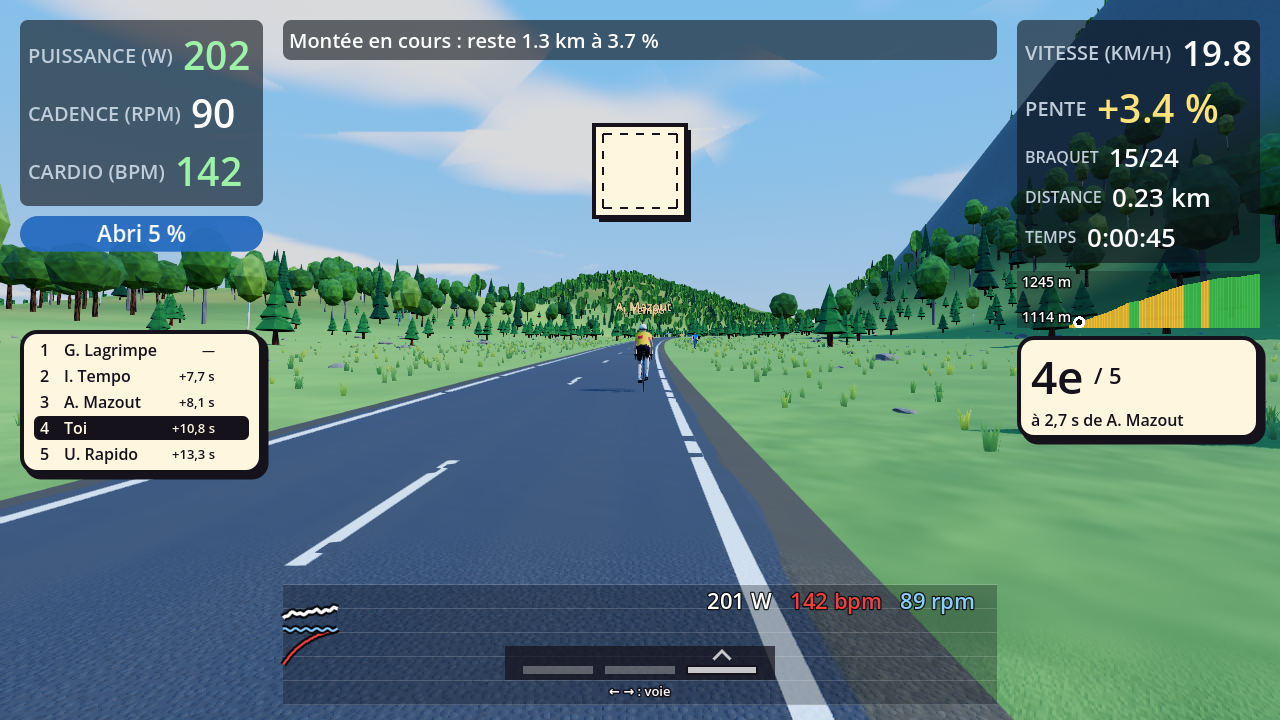 PUISSANCE (W) 202
CADENCE (RPM) 90
CARDIO (BPM) 142
Abri 5 %
Montée en cours : reste 1.3 km à 3.7 %
VITESSE (KM/H) 19.8
PENTE +3.4 %
BRAQUET 15/24
DISTANCE 0.23 km
TEMPS 0:00:45
1245 m
1114 m
1 G. Lagrimpe —
2 I. Tempo +7,7 s
3 A. Mazout +8,1 s
4 Toi +10,8 s
5 U. Rapido +13,3 s
4e / 5
à 2,7 s de A. Mazout
A. Mazout
I. Tempo
201 W 142 bpm 89 rpm
← → : voie